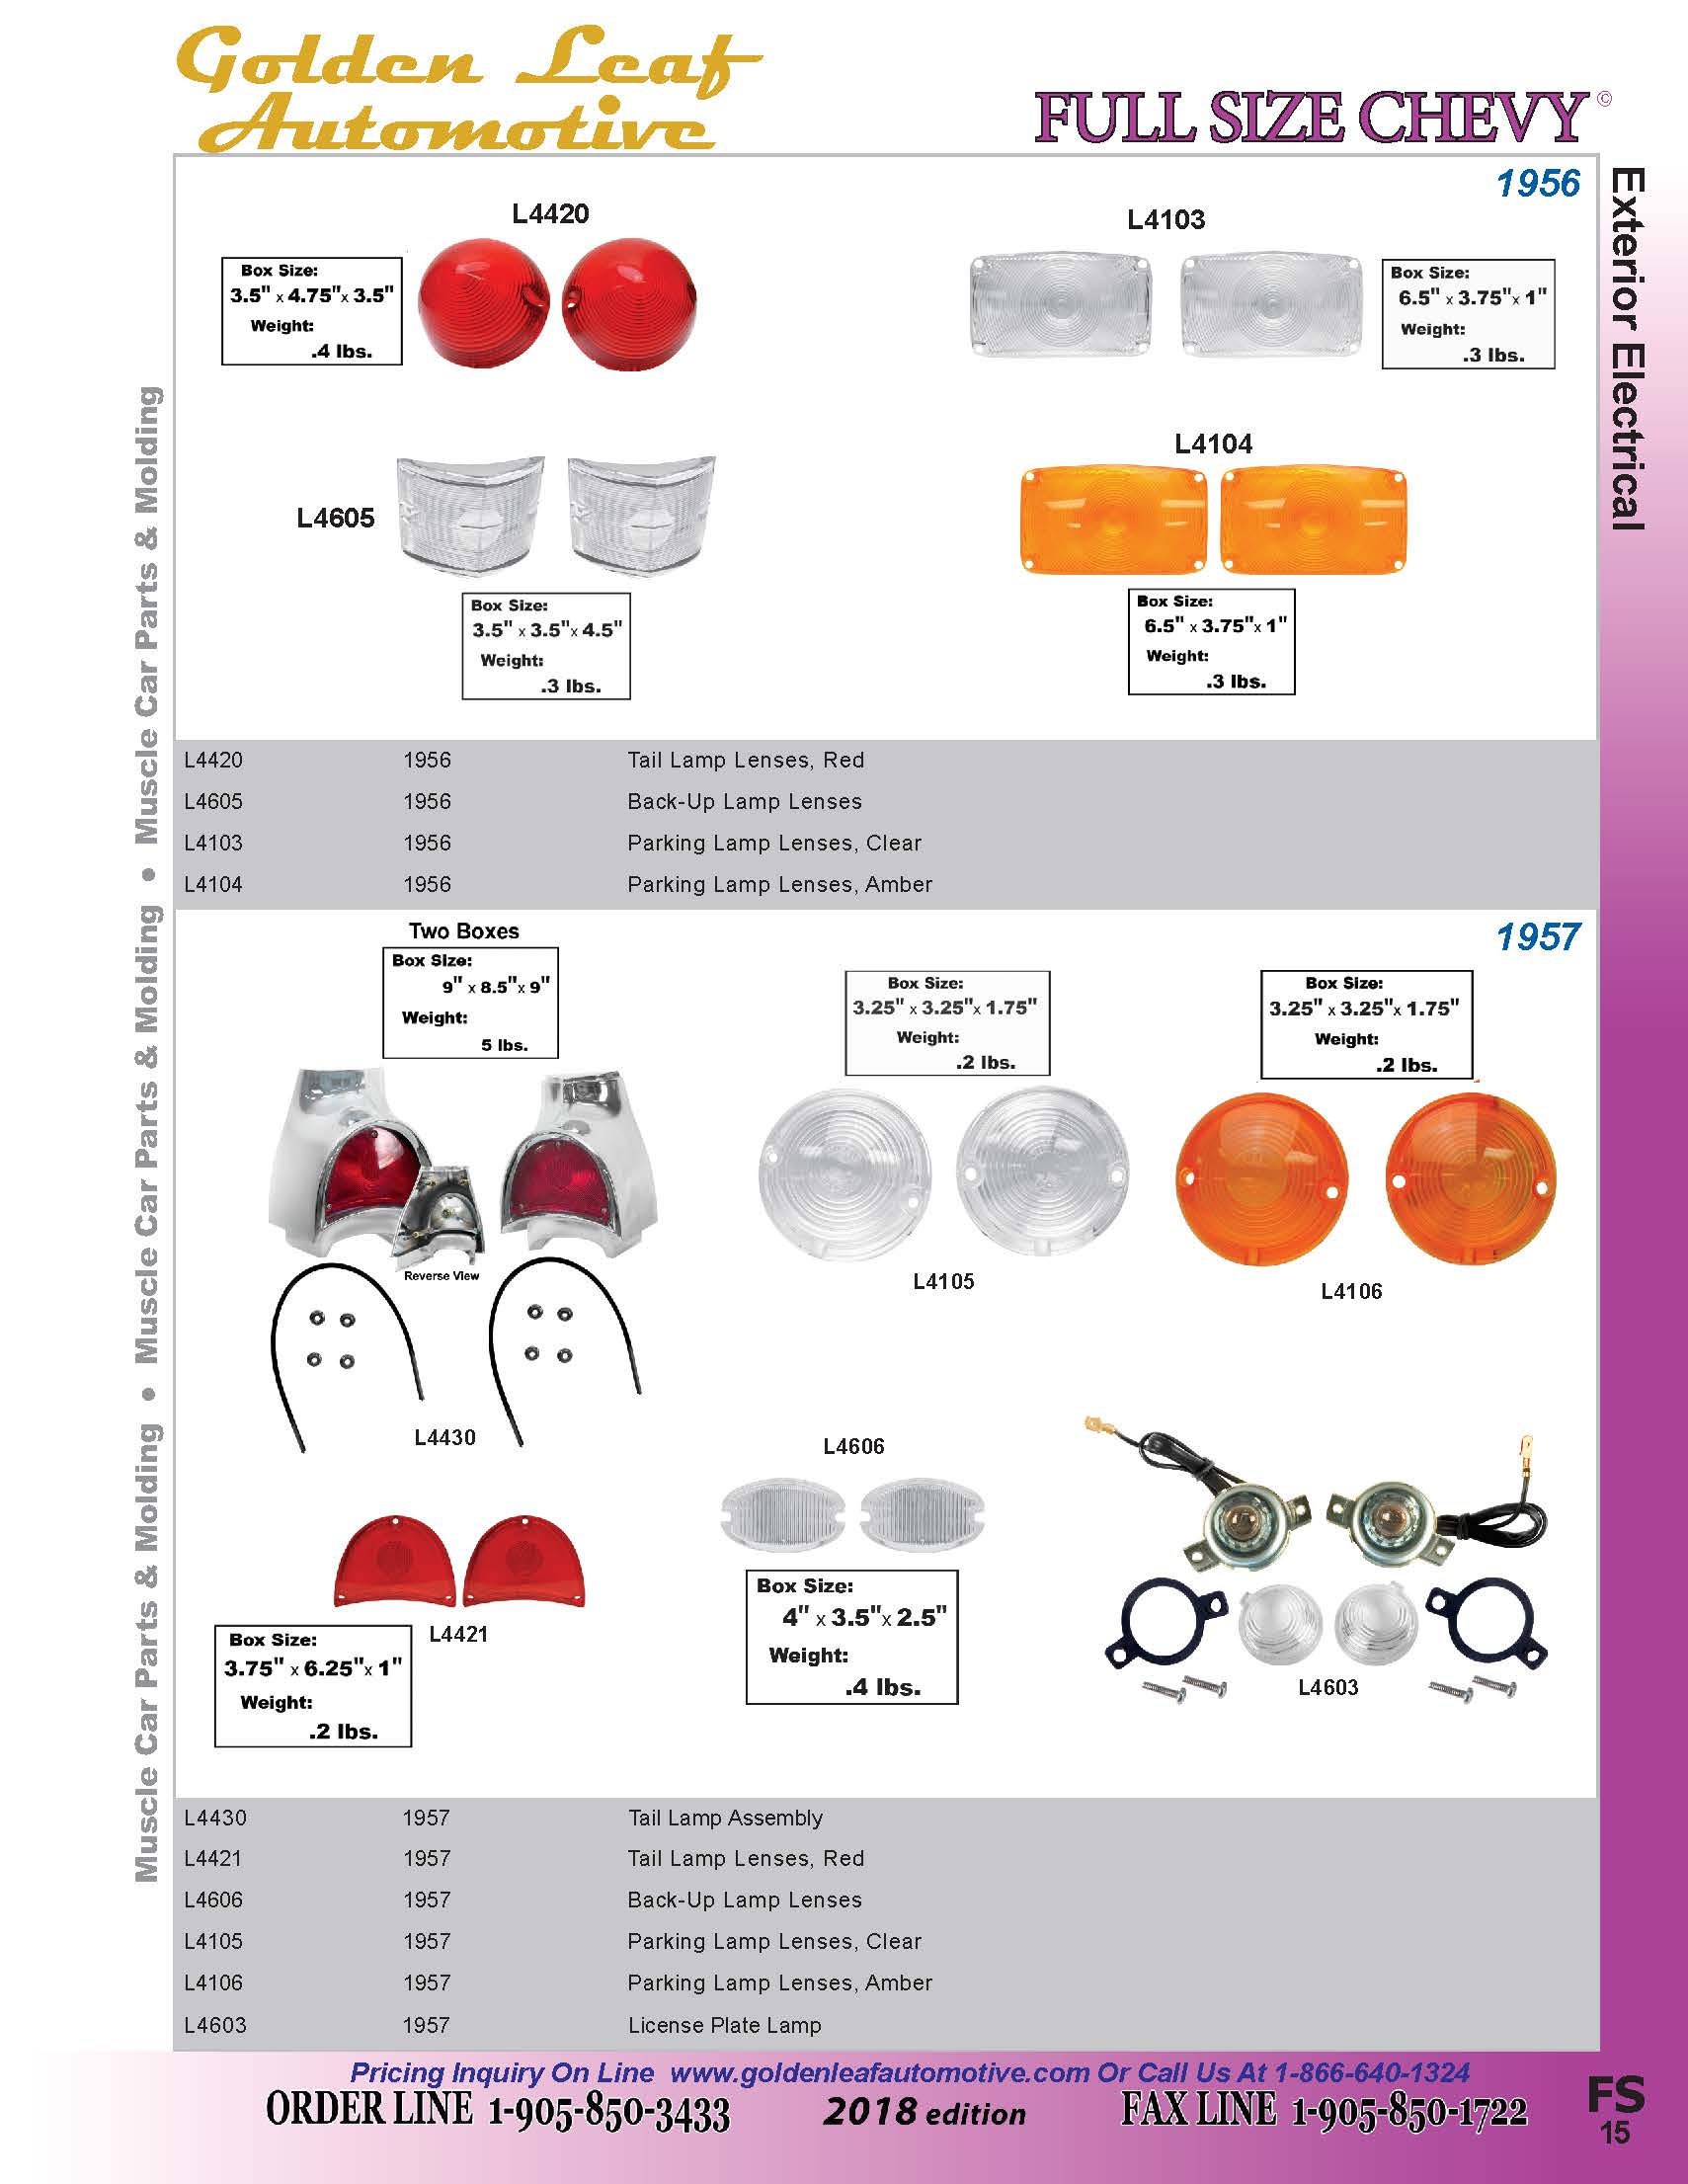 Golden Leaf
Automotive
FULL SIZE CHEVY ©
Exterior Electrical
Muscle Car Parts & Molding • Muscle Car Parts & Molding • Muscle Car Parts & Molding
1956
L4420
Box Size:
3.5" x 4.75"x 3.5"
Weight:
.4 lbs.
L4103
Box Size:
6.5" x 3.75"x 1"
Weight:
.3 lbs.
L4605
Box Size:
3.5" x 3.5"x 4.5"
Weight:
.3 lbs.
L4104
Box Size:
6.5" x 3.75"x 1"
Weight:
.3 lbs.
L4420 1956 Tail Lamp Lenses, Red
L4605 1956 Back-Up Lamp Lenses
L4103 1956 Parking Lamp Lenses, Clear
L4104 1956 Parking Lamp Lenses, Amber
1957
Two Boxes
Box Size:
9" x 8.5"x 9"
Weight:
5 lbs.
Reverse View
L4430
Box Size:
3.25" x 3.25"x 1.75"
Weight:
.2 lbs.
L4105
Box Size:
3.25" x 3.25"x 1.75"
Weight:
.2 lbs.
L4106
L4421
Box Size:
3.75" x 6.25"x 1"
Weight:
.2 lbs.
L4606
Box Size:
4" x 3.5"x 2.5"
Weight:
.4 lbs.
L4603
L4430 1957 Tail Lamp Assembly
L4421 1957 Tail Lamp Lenses, Red
L4606 1957 Back-Up Lamp Lenses
L4105 1957 Parking Lamp Lenses, Clear
L4106 1957 Parking Lamp Lenses, Amber
L4603 1957 License Plate Lamp
Pricing Inquiry On Line www.goldenleafautomotive.com Or Call Us At 1-866-640-1324
ORDER LINE 1-905-850-3433 2018 edition FAX LINE 1-905-850-1722
FS
15